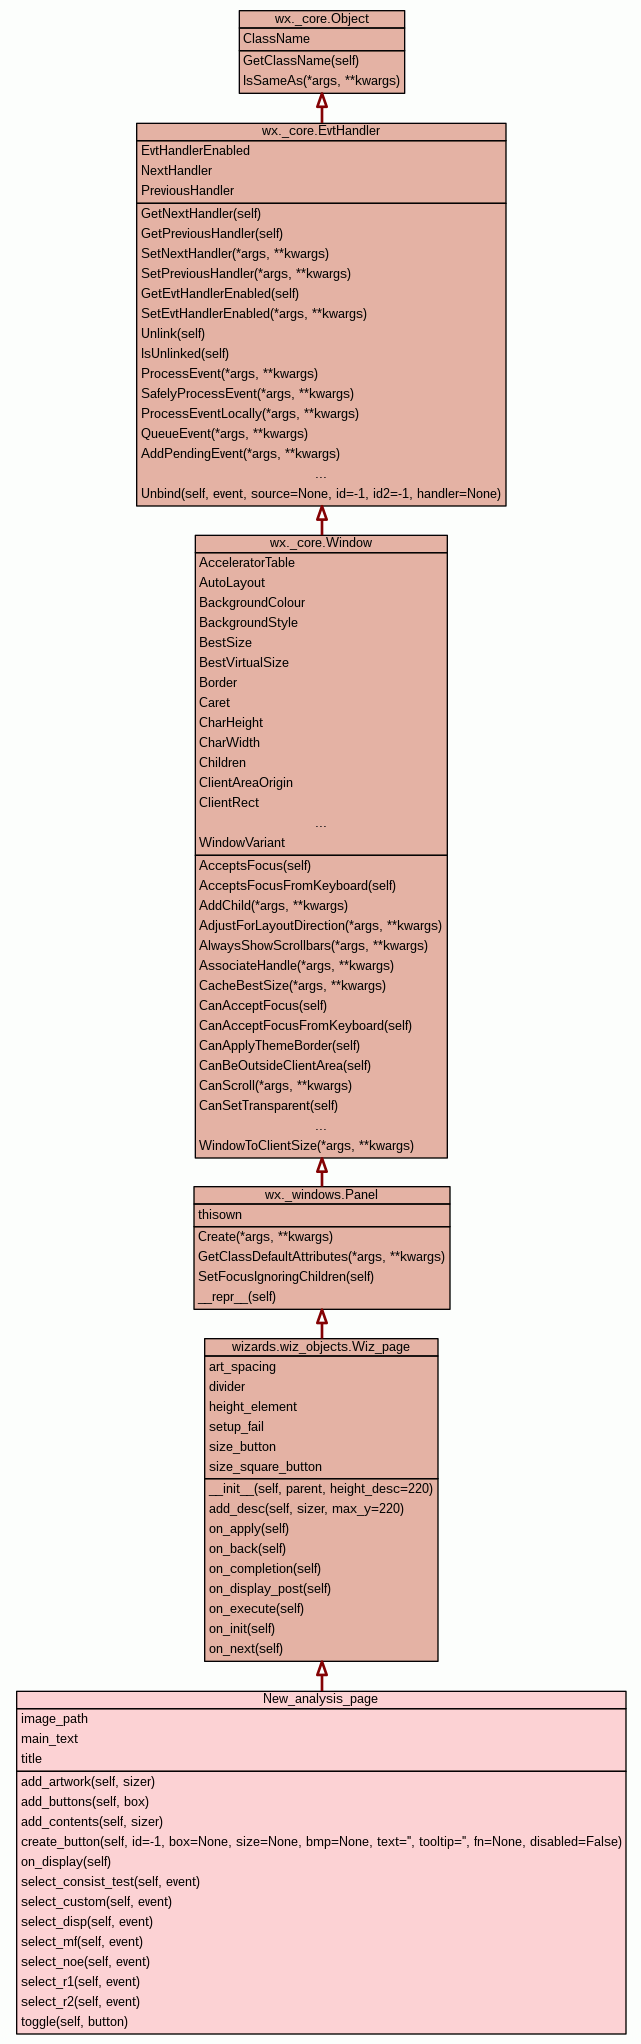 wx._core.Object
ClassName
GetClassName(self)
IsSameAs(*args, **kwargs)
wx._core.EvtHandler
EvtHandlerEnabled
NextHandler
PreviousHandler
GetNextHandler(self)
GetPreviousHandler(self)
SetNextHandler(*args, **kwargs)
SetPreviousHandler(*args, **kwargs)
GetEvtHandlerEnabled(self)
SetEvtHandlerEnabled(*args, **kwargs)
Unlink(self)
IsUnlinked(self)
ProcessEvent(*args, **kwargs)
SafelyProcessEvent(*args, **kwargs)
ProcessEventLocally(*args, **kwargs)
QueueEvent(*args, **kwargs)
AddPendingEvent(*args, **kwargs)
...
Unbind(self, event, source=None, id=-1, id2=-1, handler=None)
wx._core.Window
AcceleratorTable
AutoLayout
BackgroundColour
BackgroundStyle
BestSize
BestVirtualSize
Border
Caret
CharHeight
CharWidth
Children
ClientAreaOrigin
ClientRect
...
WindowVariant
AcceptsFocus(self)
AcceptsFocusFromKeyboard(self)
AddChild(*args, **kwargs)
AdjustForLayoutDirection(*args, **kwargs)
AlwaysShowScrollbars(*args, **kwargs)
AssociateHandle(*args, **kwargs)
CacheBestSize(*args, **kwargs)
CanAcceptFocus(self)
CanAcceptFocusFromKeyboard(self)
CanApplyThemeBorder(self)
CanBeOutsideClientArea(self)
CanScroll(*args, **kwargs)
CanSetTransparent(self)
...
WindowToClientSize(*args, **kwargs)
wx._windows.Panel
thisown
Create(*args, **kwargs)
GetClassDefaultAttributes(*args, **kwargs)
SetFocusIgnoringChildren(self)
__repr__(self)
wizards.wiz_objects.Wiz_page
art_spacing
divider
height_element
setup_fail
size_button
size_square_button
__init__(self, parent, height_desc=220)
add_desc(self, sizer, max_y=220)
on_apply(self)
on_back(self)
on_completion(self)
on_display_post(self)
on_execute(self)
on_init(self)
on_next(self)
New_analysis_page
image_path
main_text
title
add_artwork(self, sizer)
add_buttons(self, box)
add_contents(self, sizer)
create_button(self, id=-1, box=None, size=None, bmp=None, text='', tooltip='', fn=None, disabled=False)
on_display(self)
select_consist_test(self, event)
select_custom(self, event)
select_disp(self, event)
select_mf(self, event)
select_noe(self, event)
select_r1(self, event)
select_r2(self, event)
toggle(self, button)